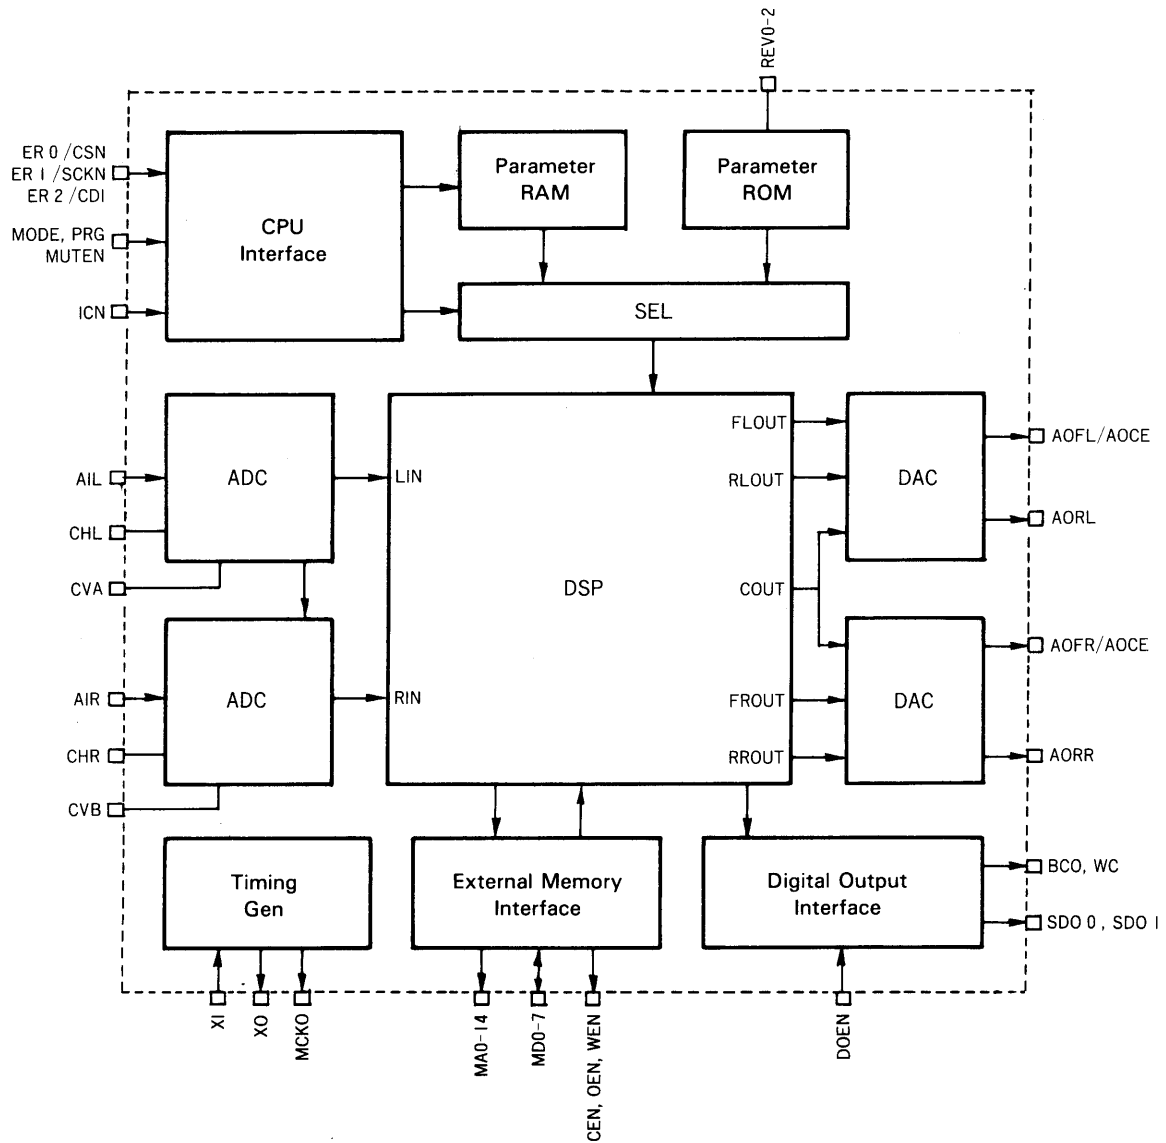 REV0-2
ER 0 /CSN
ER 1 /SCKN
ER 2 /CDI
MODE, PRG
MUTEN
ICN
CPU
Interface
Parameter
RAM
Parameter
ROM
SEL
AIL
CHL
CVA
ADC
LIN
DSP
FLOUT
RLOUT
COUT
DAC
AOFL/AOCE
AORL
AIR
CHR
CVB
ADC
RIN
FROUT
RROUT
DAC
AOFR/AOCE
AORR
Timing
Gen
External Memory
Interface
Digital Output
Interface
BCO, WC
SDO 0, SDO 1
XI
XO
MCKO
MA0-14
MD0-7
CEN, OEN, WEN
DOEN